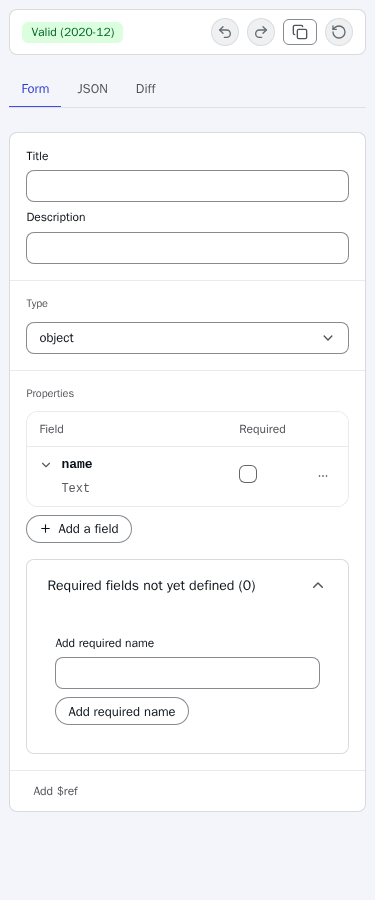 Valid (2020-12)
Form JSON Diff
Title
Description
Type
object
Properties
Field Required
name
Text
...
+ Add a field
Required fields not yet defined (0)
Add required name
Add required name
Add $ref